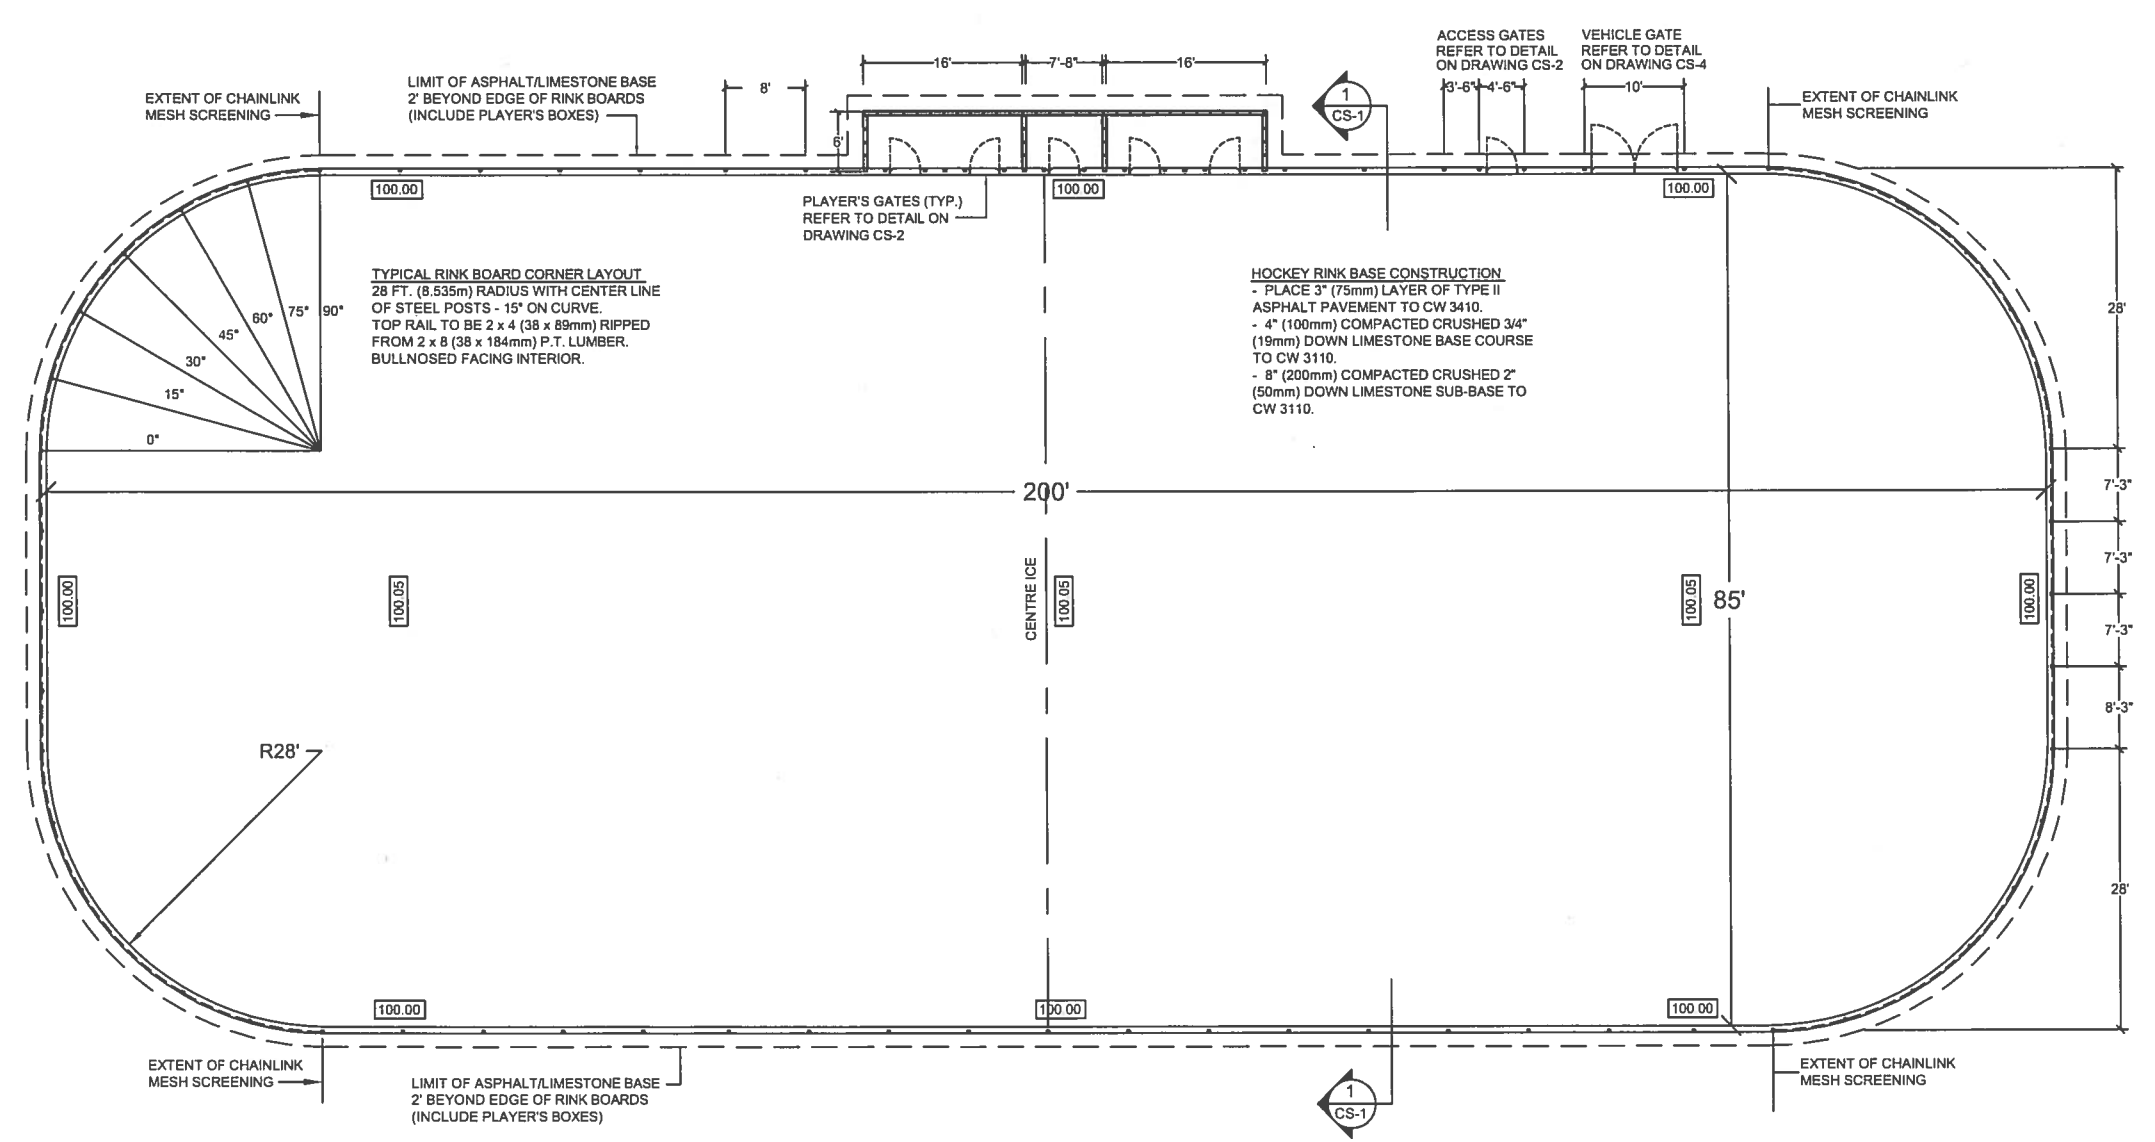 ACCESS GATES
REFER TO DETAIL
ON DRAWING CS-2
VEHICLE GATE
REFER TO DETAIL
ON DRAWING CS-4
16'
7'-8"
16'
1
CS-1
3'-6"
4'-6"
10'
EXTENT OF CHAINLINK
MESH SCREENING
LIMIT OF ASPHALT/LIMESTONE BASE
2' BEYOND EDGE OF RINK BOARDS
(INCLUDE PLAYER'S BOXES)
8'
6'
EXTENT OF CHAINLINK
MESH SCREENING
100.00
100.00
100.00
PLAYER'S GATES (TYP.)
REFER TO DETAIL ON
DRAWING CS-2
TYPICAL RINK BOARD CORNER LAYOUT
28 FT. (8.535m) RADIUS WITH CENTER LINE
OF STEEL POSTS - 15° ON CURVE.
TOP RAIL TO BE 2 x 4 (38 x 89mm) RIPPED
FROM 2 x 8 (38 x 184mm) P.T. LUMBER.
BULLNOSED FACING INTERIOR.
HOCKEY RINK BASE CONSTRUCTION
- PLACE 3" (75mm) LAYER OF TYPE II
ASPHALT PAVEMENT TO CW 3410.
- 4" (100mm) COMPACTED CRUSHED 3/4"
(19mm) DOWN LIMESTONE BASE COURSE
TO CW 3110.
- 8" (200mm) COMPACTED CRUSHED 2"
(50mm) DOWN LIMESTONE SUB-BASE TO
CW 3110.
90°
75°
60°
45°
30°
15°
0°
28'
200'
7'-3"
7'-3"
7'-3"
8'-3"
28'
100.00
100.05
CENTRE ICE
100.05
100.05
85'
100.00
R28'
100.00
100.00
100.00
EXTENT OF CHAINLINK
MESH SCREENING
LIMIT OF ASPHALT/LIMESTONE BASE
2' BEYOND EDGE OF RINK BOARDS
(INCLUDE PLAYER'S BOXES)
1
CS-1
EXTENT OF CHAINLINK
MESH SCREENING